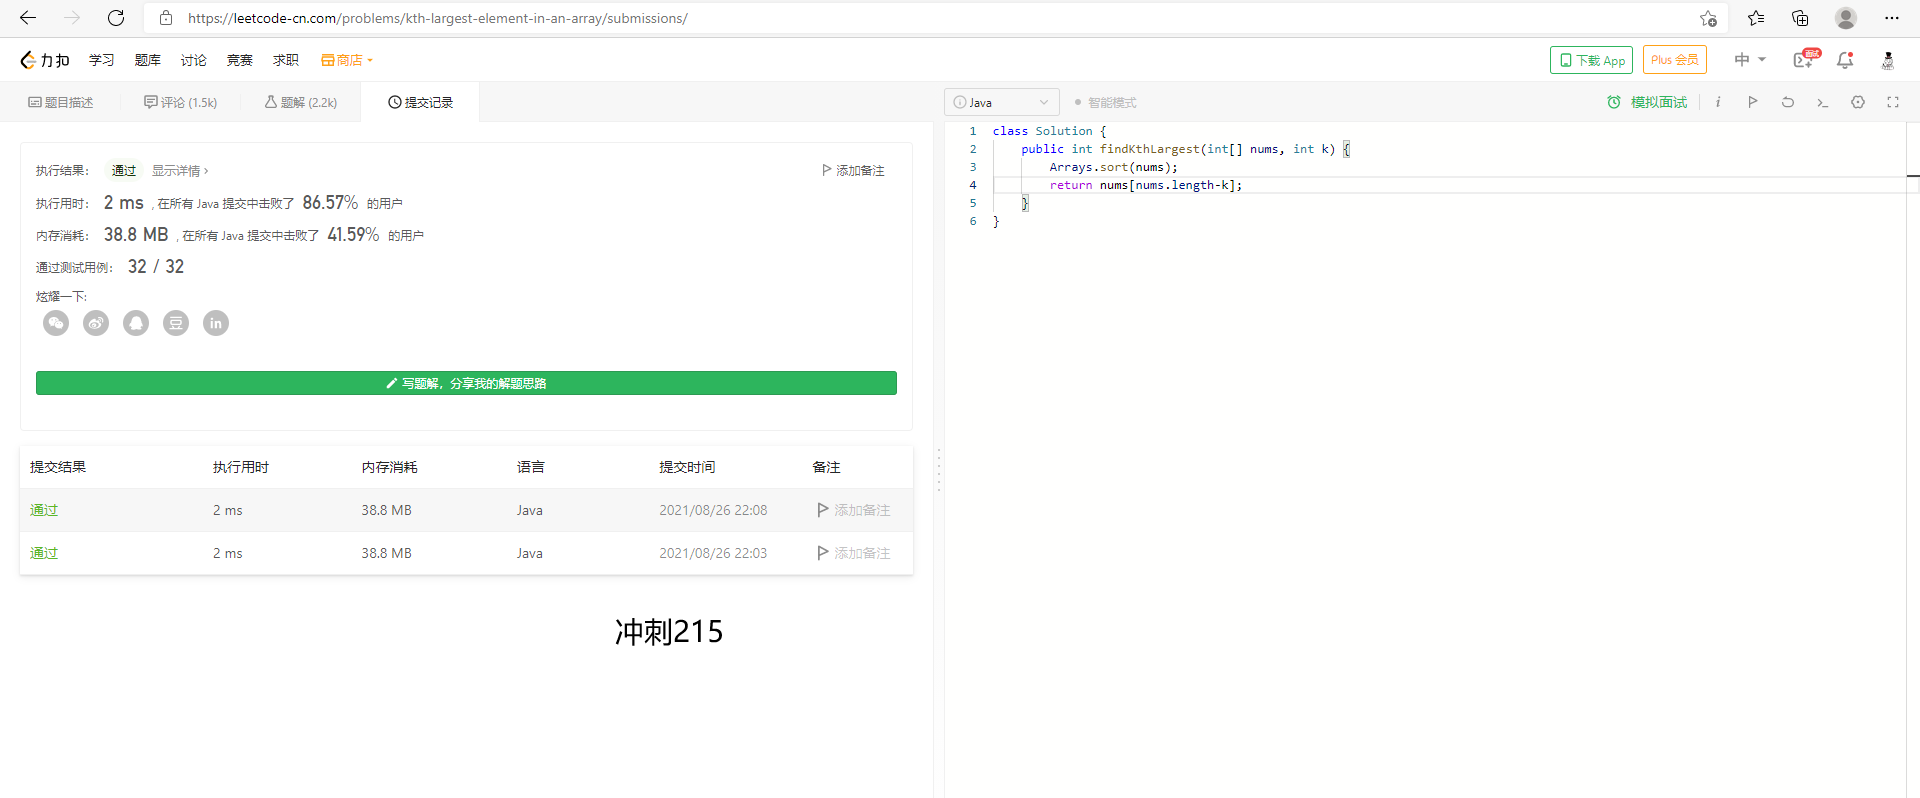 https://leetcode-cn.com/problems/kth-largest-element-in-an-array/submissions/
力扣 学习 题库 讨论 竞赛 求职 商店 下载 App Plus 会员 中 面试
题目描述 评论 (1.5k) 题解 (2.2k) 提交记录
Java 智能模式 模拟面试
执行结果： 通过 显示详情 › 添加备注
执行用时： 2 ms , 在所有 Java 提交中击败了 86.57% 的用户
内存消耗： 38.8 MB , 在所有 Java 提交中击败了 41.59% 的用户
通过测试用例： 32 / 32
炫耀一下:
豆 in
写题解，分享我的解题思路
提交结果 执行用时 内存消耗 语言 提交时间 备注
通过 2 ms 38.8 MB Java 2021/08/26 22:08 添加备注
通过 2 ms 38.8 MB Java 2021/08/26 22:03 添加备注
冲刺215
1 class Solution {
2 public int findKthLargest(int[] nums, int k) {
3 Arrays.sort(nums);
4 return nums[nums.length-k];
5 }
6 }